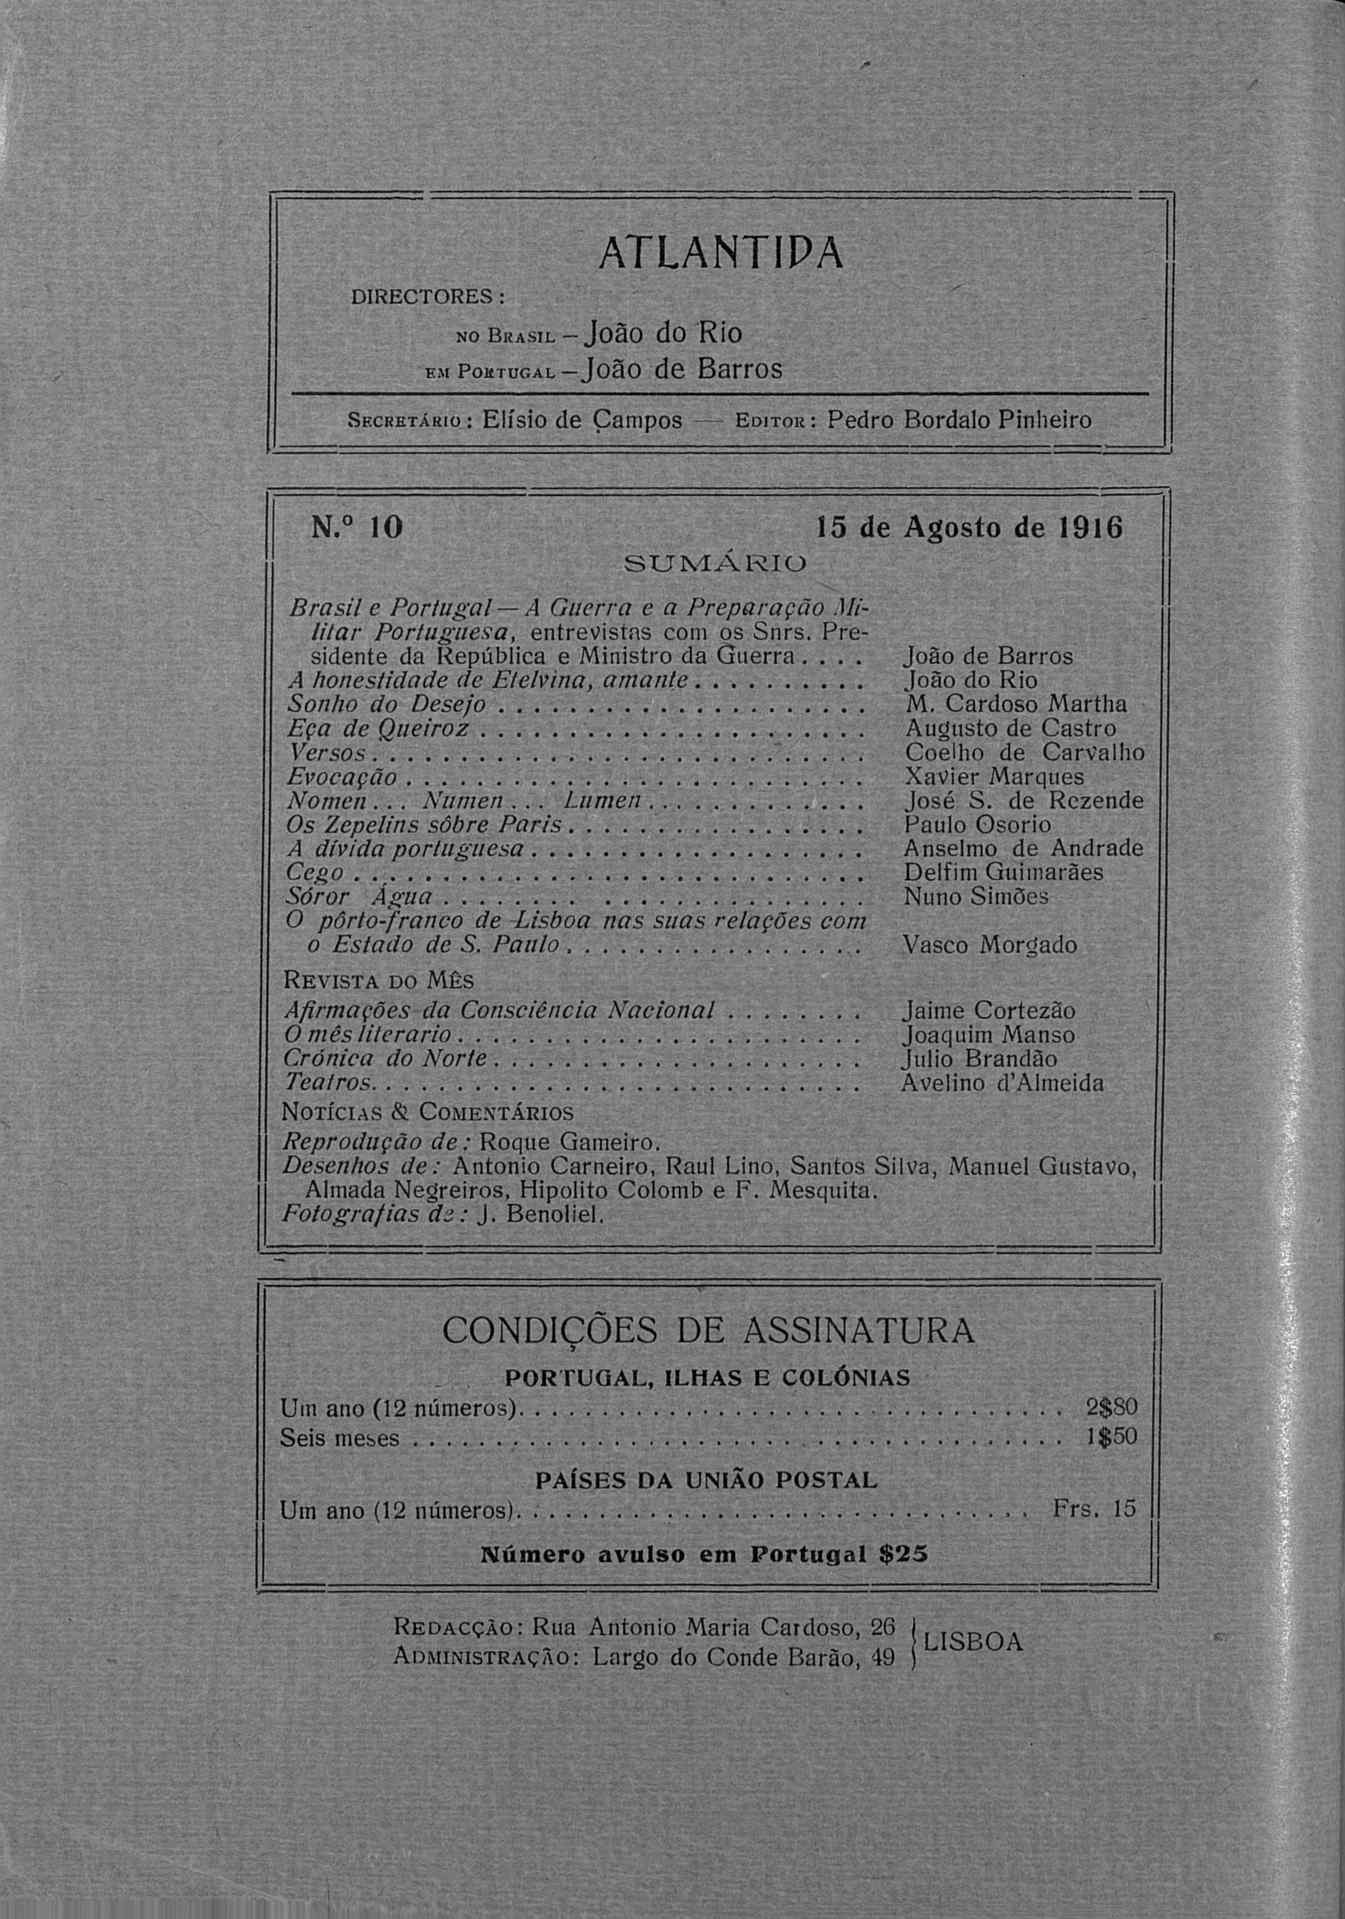 ATLANTIDA
DIRECTORES:
NO BRASIL — João do Rio
EM PORTUGAL — João de Barros
SECRETÁRIO: Elísio de Campos — EDITOR: Pedro Bordalo Pinheiro
N.º 10 15 de Agosto de 1916
SUMÁRIO
Brasil e Portugal — A Guerra e a Preparação Mi-
litar Portuguesa, entrevistas com os Snrs. Pre-
sidente da República e Ministro da Guerra.... João de Barros
A honestidade de Etelvina, amante.......... João do Rio
Sonho do Desejo..................... M. Cardoso Martha
Eça de Queiroz...................... Augusto de Castro
Versos............................ Coelho de Carvalho
Evocação.......................... Xavier Marques
Nomen... Numen... Lumen............. José S. de Rezende
Os Zepelins sôbre Paris................. Paulo Osorio
A dívida portuguesa................... Anselmo de Andrade
Cego............................. Delfim Guimarães
Sóror Água........................ Nuno Simões
O pôrto-franco de Lisboa nas suas relações com
o Estado de S. Paulo................. Vasco Morgado
REVISTA DO MÊS
Afirmações da Consciência Nacional........ Jaime Cortezão
O mês literario....................... Joaquim Manso
Crónica do Norte..................... Julio Brandão
Teatros............................ Avelino d'Almeida
NOTÍCIAS & COMENTÁRIOS
Reprodução de: Roque Gameiro.
Desenhos de: Antonio Carneiro, Raul Lino, Santos Silva, Manuel Gustavo,
Almada Negreiros, Hipolito Colomb e F. Mesquita.
Fotografias de: J. Benoliel.
CONDIÇÕES DE ASSINATURA
PORTUGAL, ILHAS E COLÓNIAS
Um ano (12 números)................................ 2$80
Seis meses...................................... 1$50
PAÍSES DA UNIÃO POSTAL
Um ano (12 números).............................. Frs. 15
Número avulso em Portugal $25
REDACÇÃO: Rua Antonio Maria Cardoso, 26
ADMINISTRAÇÃO: Largo do Conde Barão, 49
LISBOA